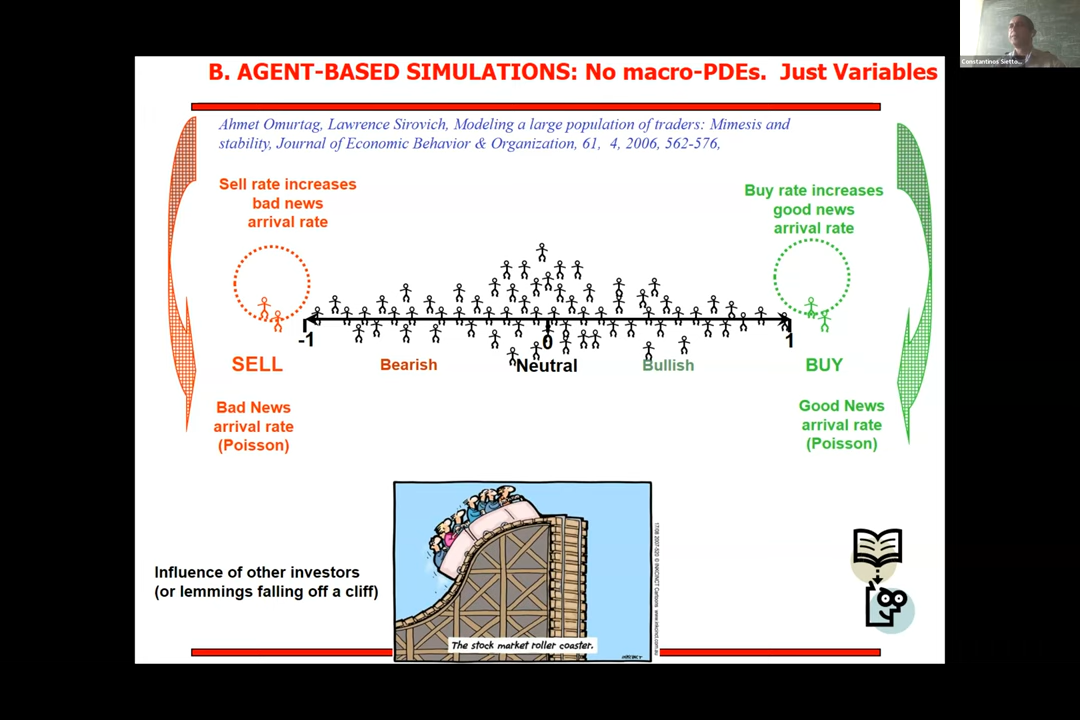 Constantinos Sietto...
B. AGENT-BASED SIMULATIONS: No macro-PDEs. Just Variables
Ahmet Omurtag, Lawrence Sirovich, Modeling a large population of traders: Mimesis and
stability, Journal of Economic Behavior & Organization, 61, 4, 2006, 562-576,
Sell rate increases
bad news
arrival rate
Buy rate increases
good news
arrival rate
-1
0
1
SELL
Bearish
Neutral
Bullish
BUY
Bad News
arrival rate
(Poisson)
Good News
arrival rate
(Poisson)
Influence of other investors
(or lemmings falling off a cliff)
The stock market roller coaster.